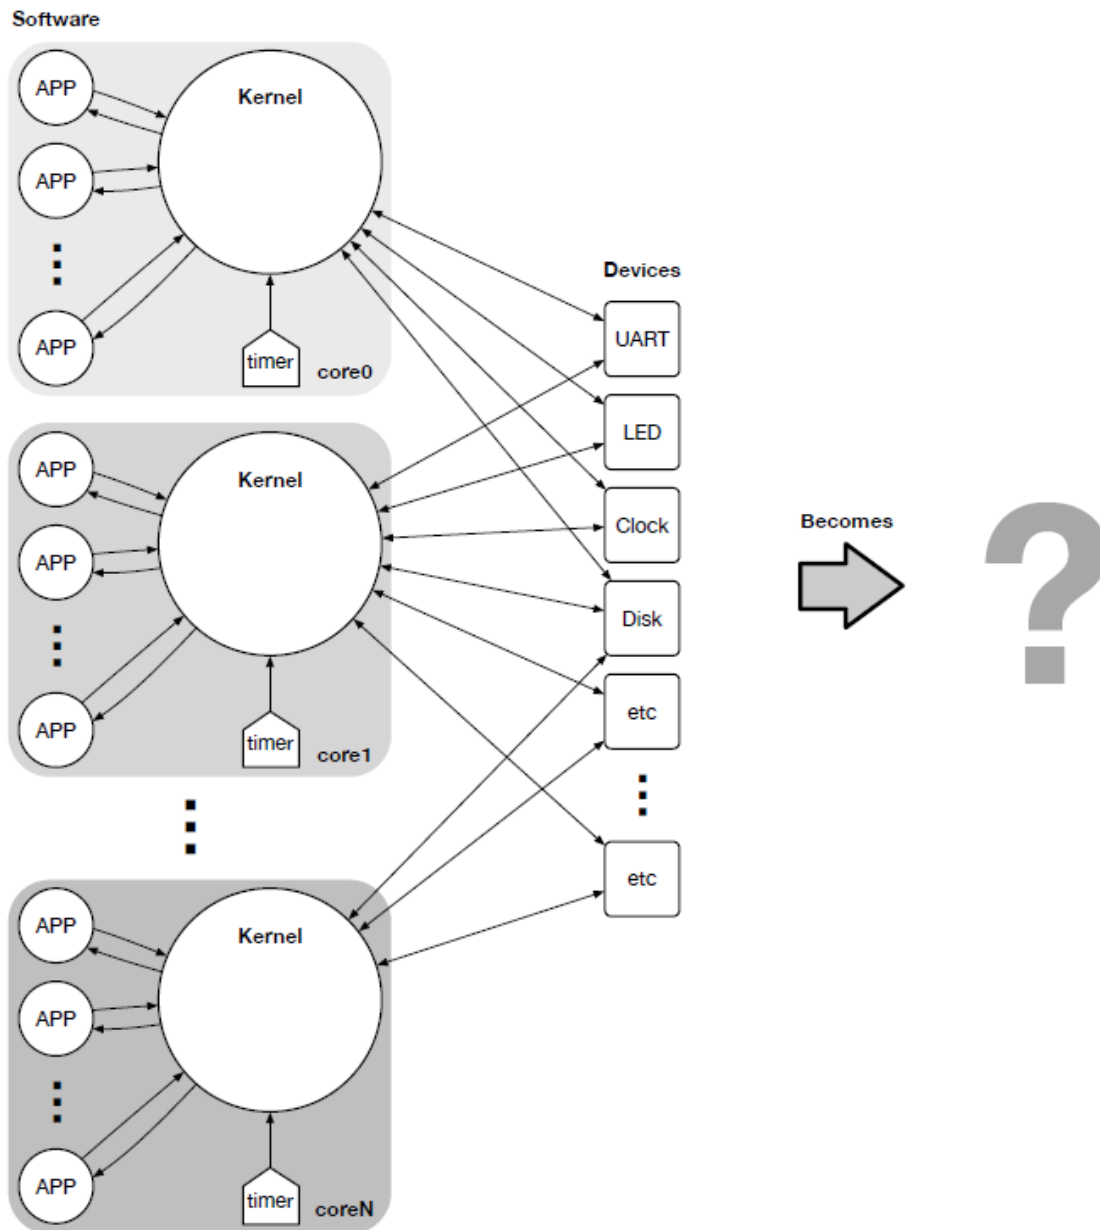 Software
APP
Kernel
APP
APP
timer
core0
Devices
UART
LED
Clock
Disk
etc
etc
APP
Kernel
APP
APP
timer
core1
Becomes
?
APP
Kernel
APP
APP
timer
coreN